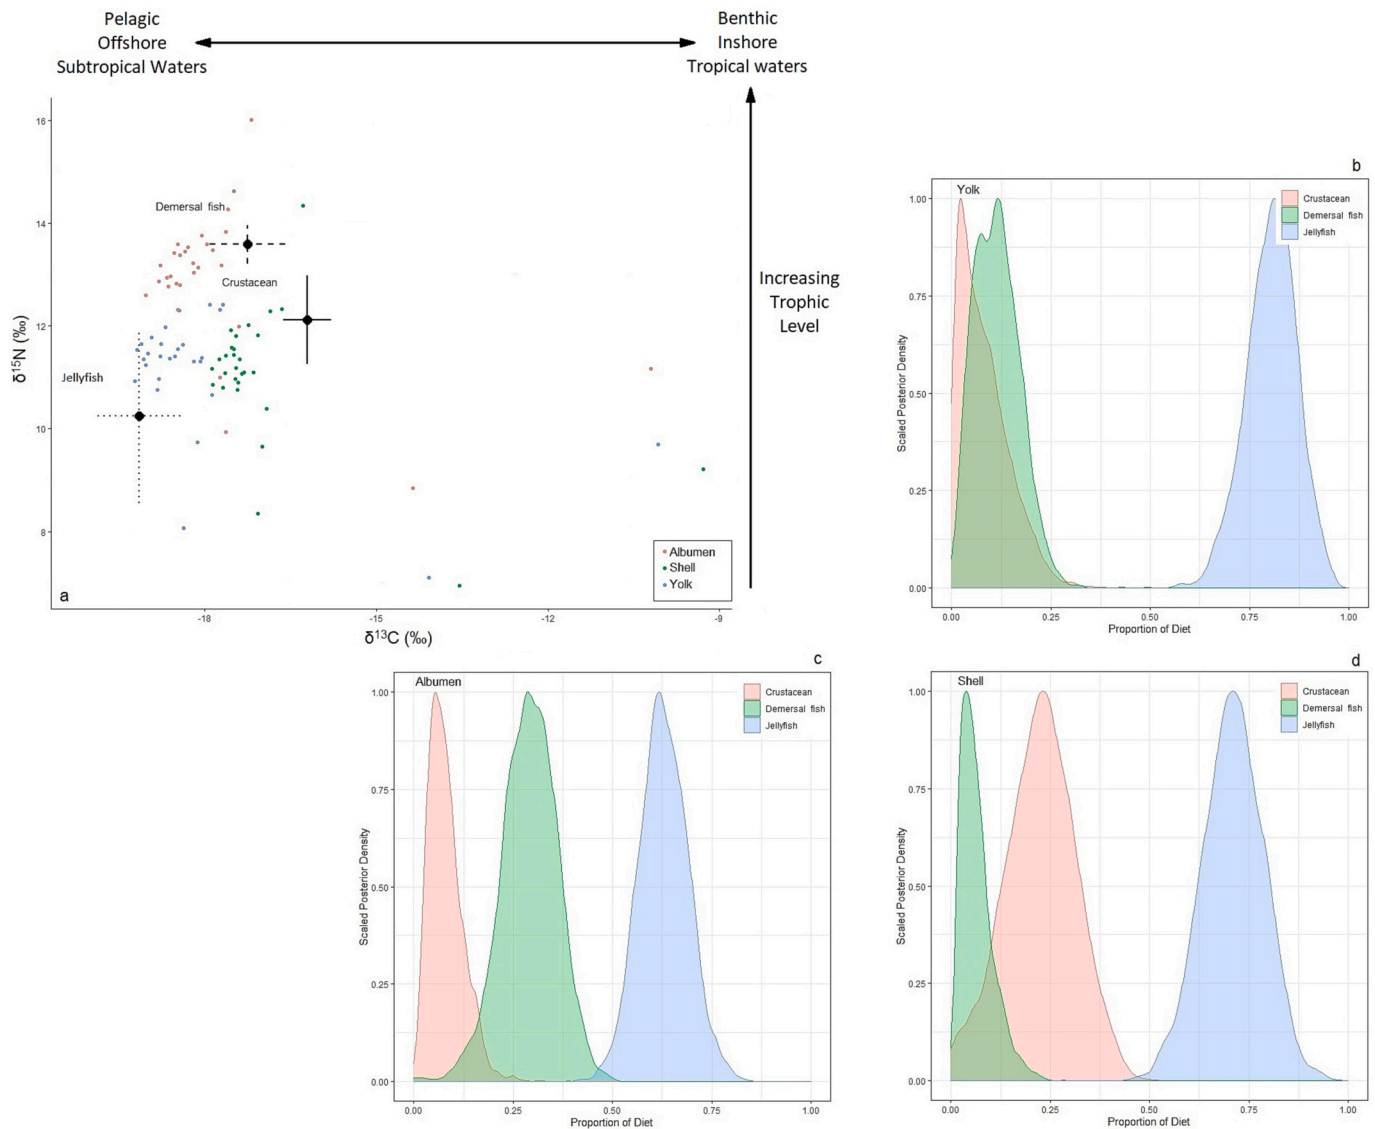 Pelagic
Offshore
Subtropical Waters
Benthic
Inshore
Tropical waters
16
14
12
10
8
δ15N (‰)
Demersal fish
Crustacean
Jellyfish
Increasing
Trophic
Level
Albumen
Shell
Yolk
a
-18
-15
-12
-9
δ13C (‰)
b
Yolk
Crustacean
Demersal fish
Jellyfish
1.00
0.75
0.50
0.25
0.00
Scaled Posterior Density
0.00
0.25
0.50
0.75
1.00
Proportion of Diet
c
Albumen
Crustacean
Demersal fish
Jellyfish
1.00
0.75
0.50
0.25
0.00
Scaled Posterior Density
0.00
0.25
0.50
0.75
1.00
Proportion of Diet
d
Shell
Crustacean
Demersal fish
Jellyfish
1.00
0.75
0.50
0.25
0.00
Scaled Posterior Density
0.00
0.25
0.50
0.75
1.00
Proportion of Diet